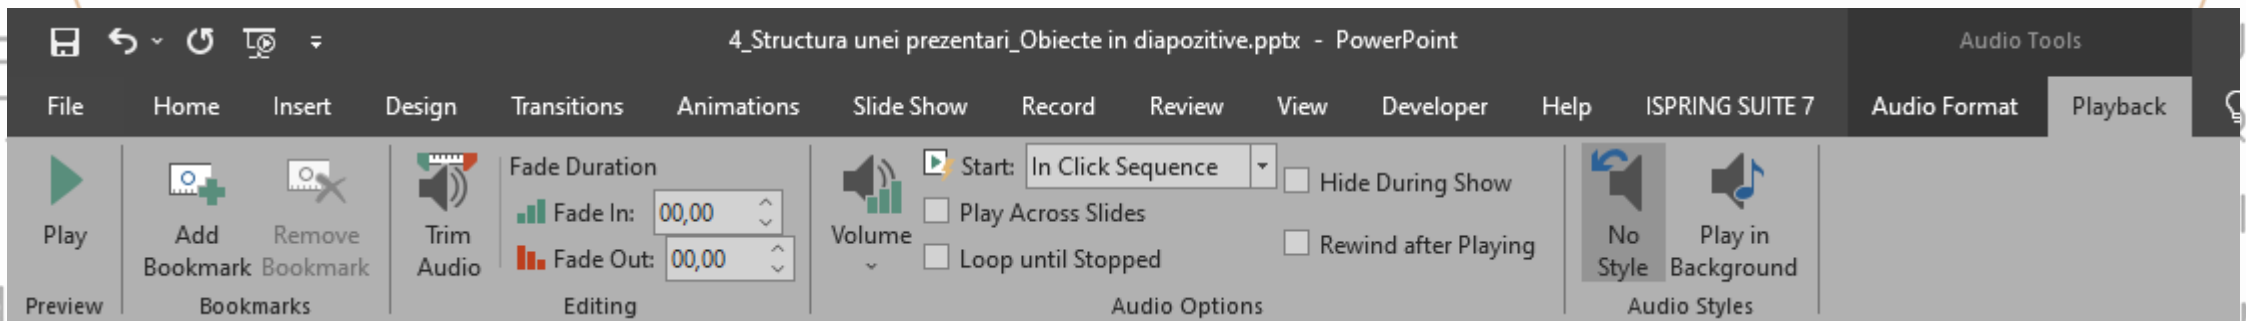 4_Structura unei prezentari_Obiecte in diapozitive.pptx - PowerPoint
Audio Tools
File Home Insert Design Transitions Animations Slide Show Record Review View Developer Help ISPRING SUITE 7 Audio Format Playback
Play
Add
Bookmark
Remove
Bookmark
Trim
Audio
Fade Duration
Fade In: 00,00
Fade Out: 00,00
Volume
Start: In Click Sequence
Play Across Slides
Loop until Stopped
Hide During Show
Rewind after Playing
No
Style
Play in
Background
Preview Bookmarks Editing Audio Options Audio Styles